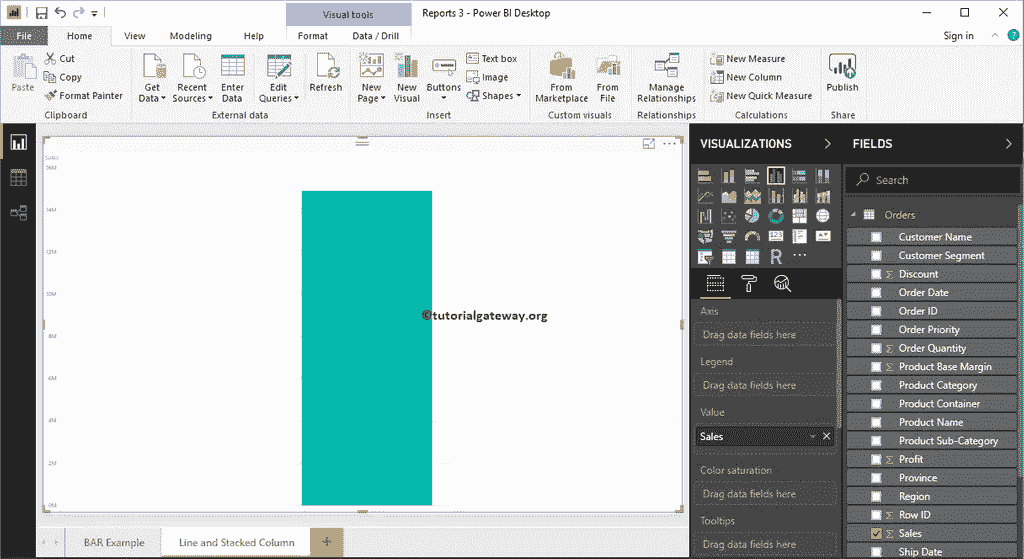 Visual tools
Reports 3 - Power BI Desktop
File
Home
View
Modeling
Help
Format
Data / Drill
Sign in
Paste
Cut
Copy
Format Painter
Clipboard
Get
Data
Recent
Sources
Enter
Data
Edit
Queries
External data
Refresh
New
Page
New
Visual
Buttons
Text box
Image
Shapes
Insert
From
Marketplace
From
File
Custom visuals
Manage
Relationships
Relationships
New Measure
New Column
New Quick Measure
Calculations
Publish
Share
Sales
16M
14M
12M
10M
8M
6M
4M
2M
0M
©tutorialgateway.org
BAR Example
Line and Stacked Column
VISUALIZATIONS
123
R
Axis
Drag data fields here
Legend
Drag data fields here
Value
Sales
Color saturation
Drag data fields here
Tooltips
Drag data fields here
FIELDS
Search
Orders
Customer Name
Customer Segment
Σ Discount
Order Date
Order ID
Order Priority
Σ Order Quantity
Σ Product Base Margin
Product Category
Product Container
Product Name
Product Sub-Category
Σ Profit
Province
Region
Σ Row ID
Σ Sales
Ship Date